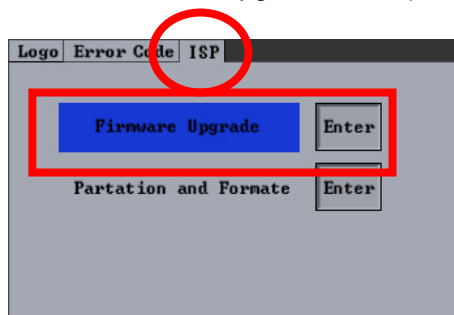 Logo Error Code ISP
Firmware Upgrade Enter
Partation and Formate Enter